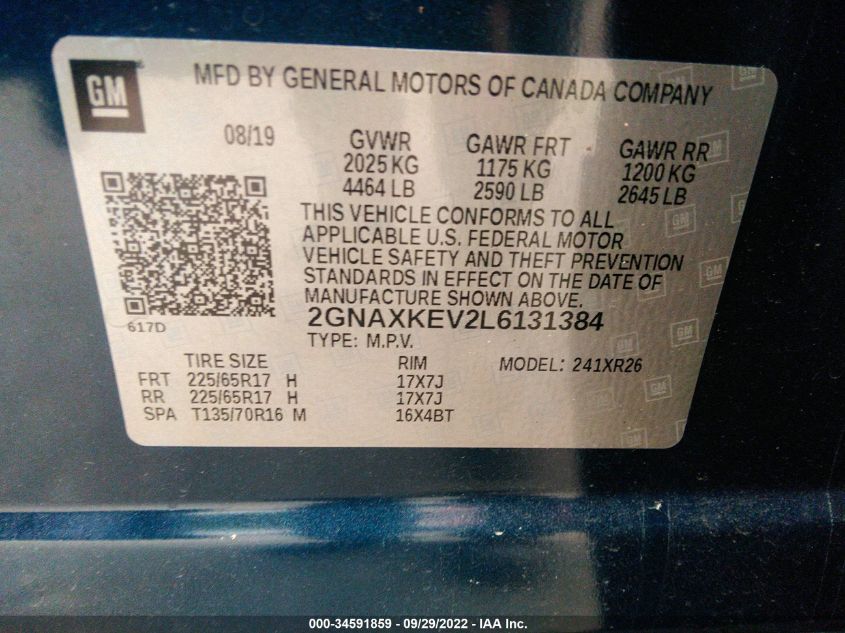 GM
MFD BY GENERAL MOTORS OF CANADA COMPANY
08/19 GVWR GAWR FRT GAWR RR
2025 KG 1175 KG 1200 KG
4464 LB 2590 LB 2645 LB
THIS VEHICLE CONFORMS TO ALL
APPLICABLE U.S. FEDERAL MOTOR
VEHICLE SAFETY AND THEFT PREVENTION
STANDARDS IN EFFECT ON THE DATE OF
MANUFACTURE SHOWN ABOVE.
617D
2GNAXKEV2L6131384
TYPE: M.P.V.
TIRE SIZE RIM MODEL: 241XR26
FRT 225/65R17 H 17X7J
RR 225/65R17 H 17X7J
SPA T135/70R16 M 16X4BT
000-34591859 - 09/29/2022 - IAA Inc.